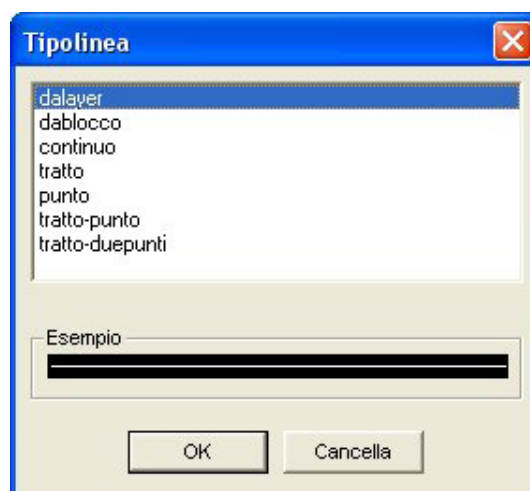 Tipolinea
dalayer
dablocco
continuo
tratto
punto
tratto-punto
tratto-duepunti
Esempio
OK
Cancella